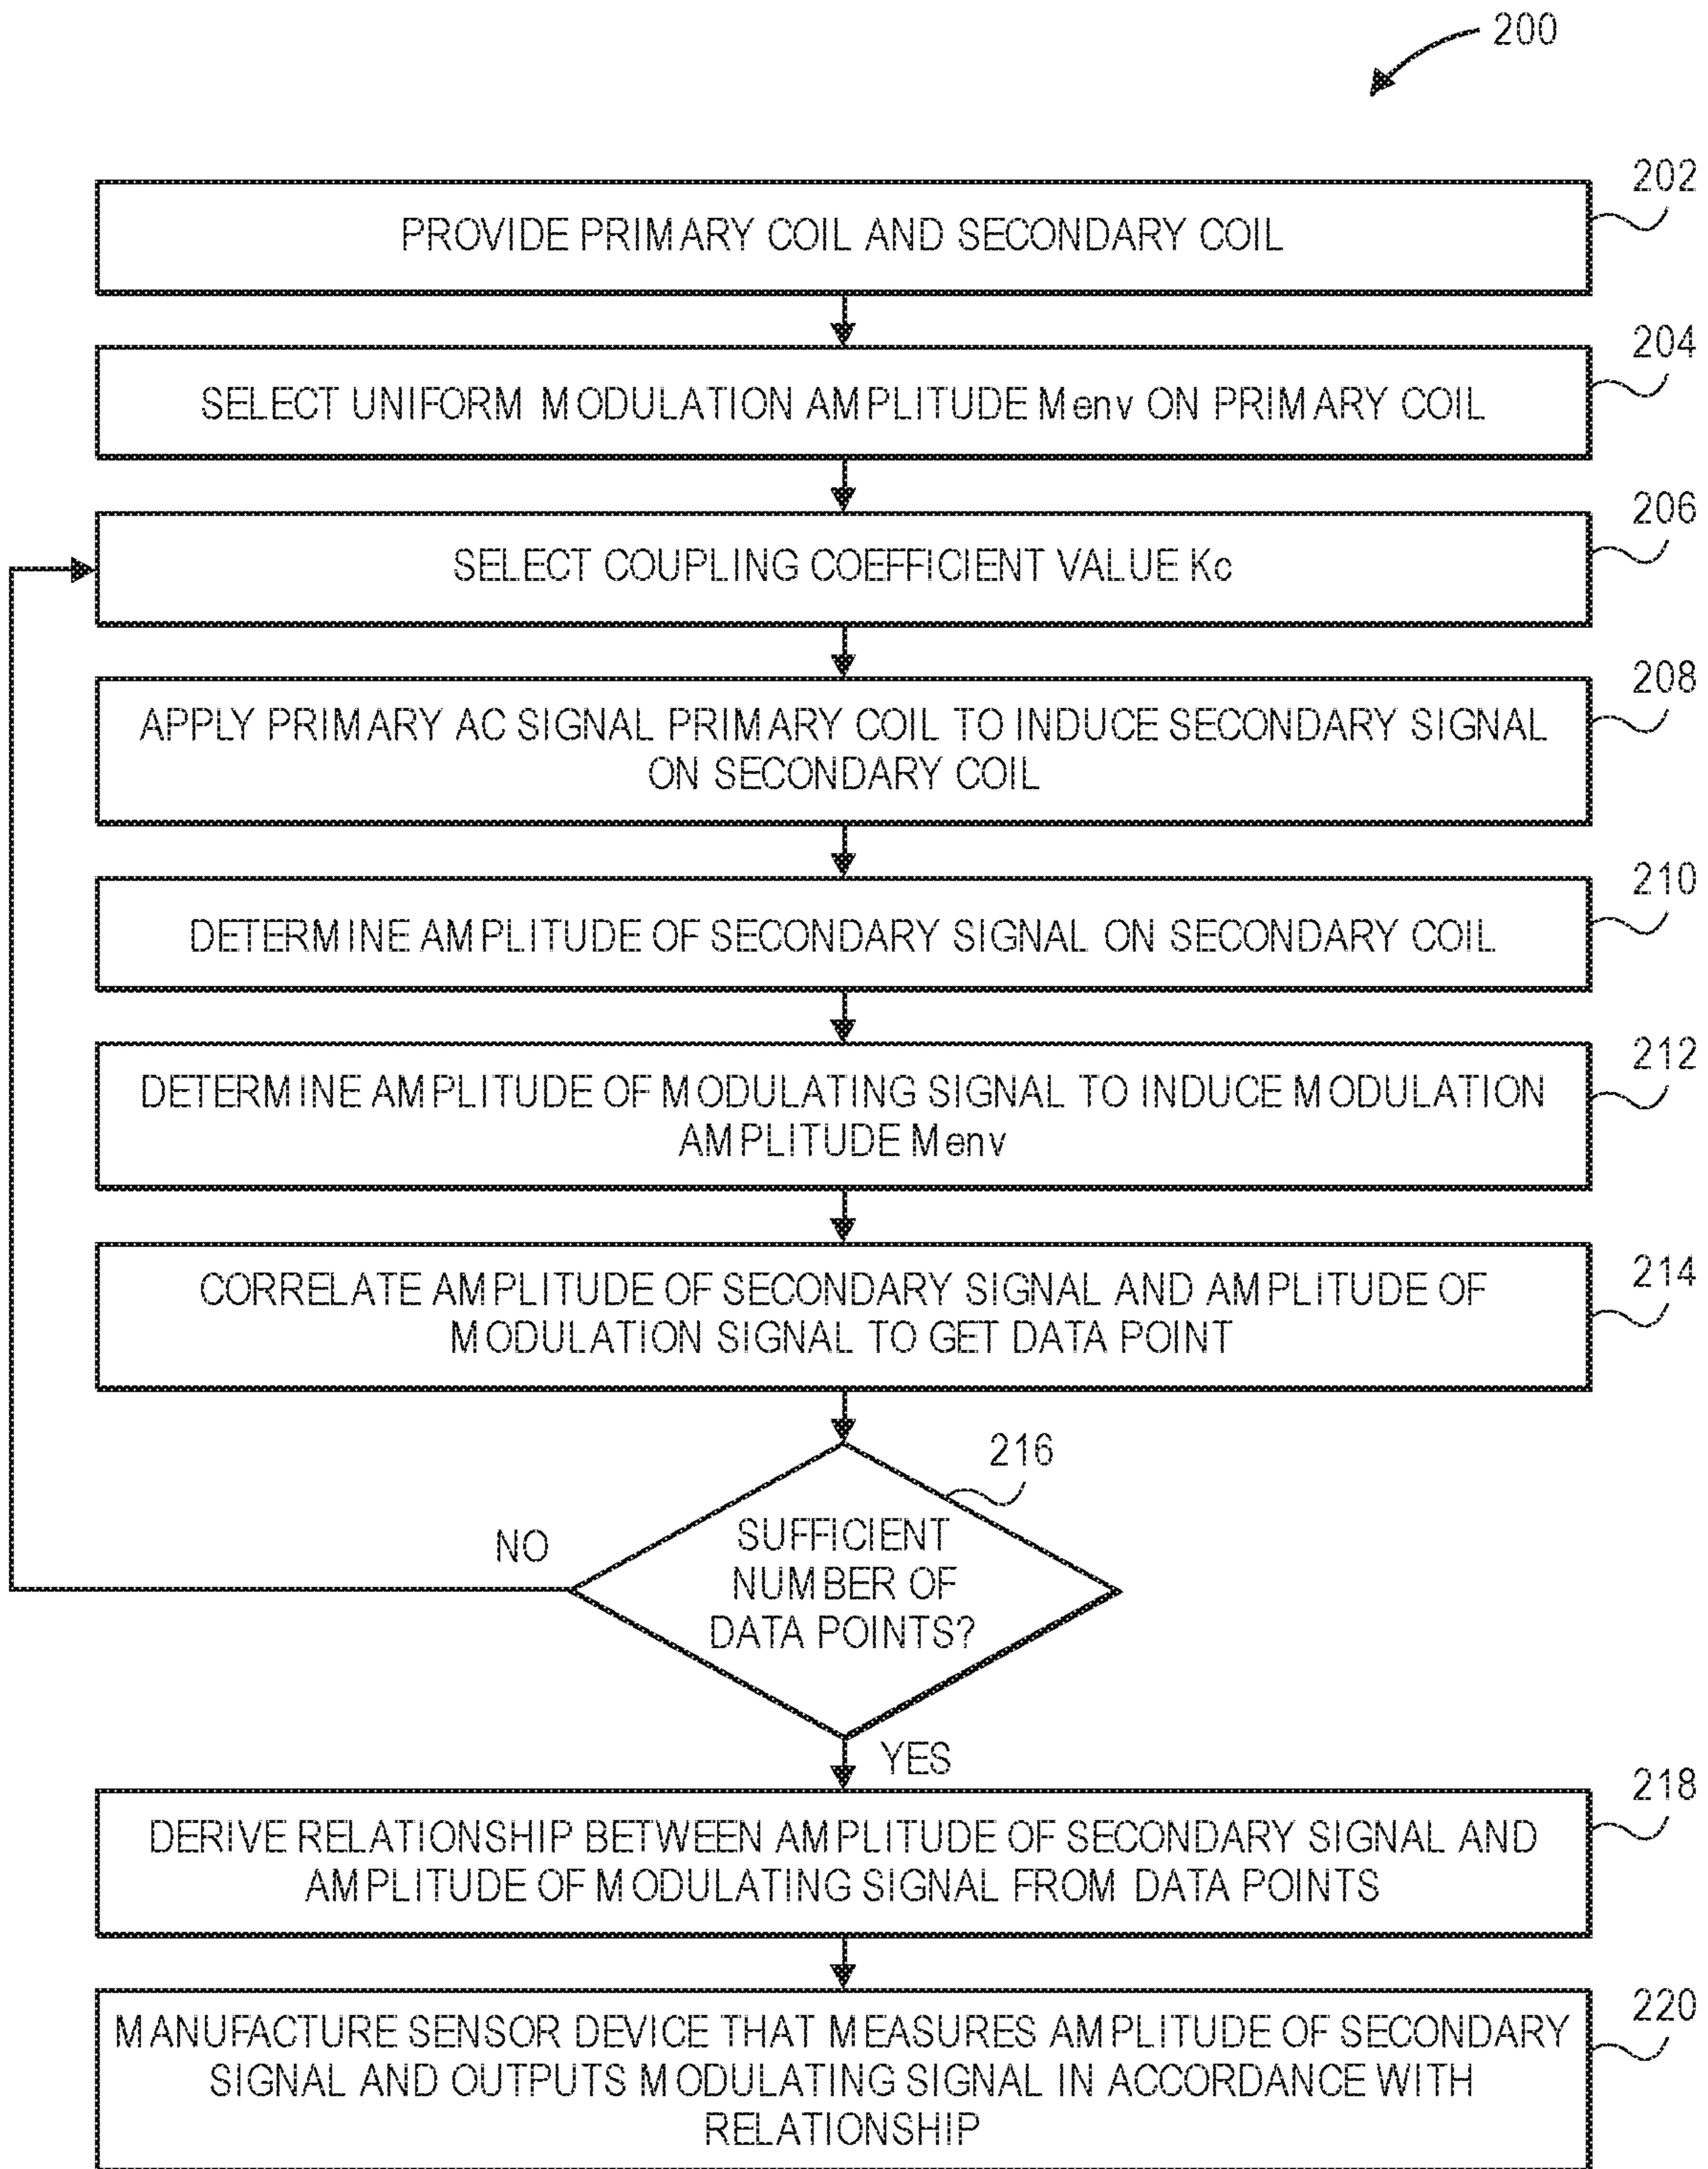 200
202
PROVIDE PRIMARY COIL AND SECONDARY COIL
204
SELECT UNIFORM MODULATION AMPLITUDE Menv ON PRIMARY COIL
206
SELECT COUPLING COEFFICIENT VALUE Kc
208
APPLY PRIMARY AC SIGNAL PRIMARY COIL TO INDUCE SECONDARY SIGNAL
ON SECONDARY COIL
210
DETERMINE AMPLITUDE OF SECONDARY SIGNAL ON SECONDARY COIL
212
DETERMINE AMPLITUDE OF MODULATING SIGNAL TO INDUCE MODULATION
AMPLITUDE Menv
214
CORRELATE AMPLITUDE OF SECONDARY SIGNAL AND AMPLITUDE OF
MODULATION SIGNAL TO GET DATA POINT
216
NO
SUFFICIENT
NUMBER OF
DATA POINTS?
YES
218
DERIVE RELATIONSHIP BETWEEN AMPLITUDE OF SECONDARY SIGNAL AND
AMPLITUDE OF MODULATING SIGNAL FROM DATA POINTS
220
MANUFACTURE SENSOR DEVICE THAT MEASURES AMPLITUDE OF SECONDARY
SIGNAL AND OUTPUTS MODULATING SIGNAL IN ACCORDANCE WITH
RELATIONSHIP